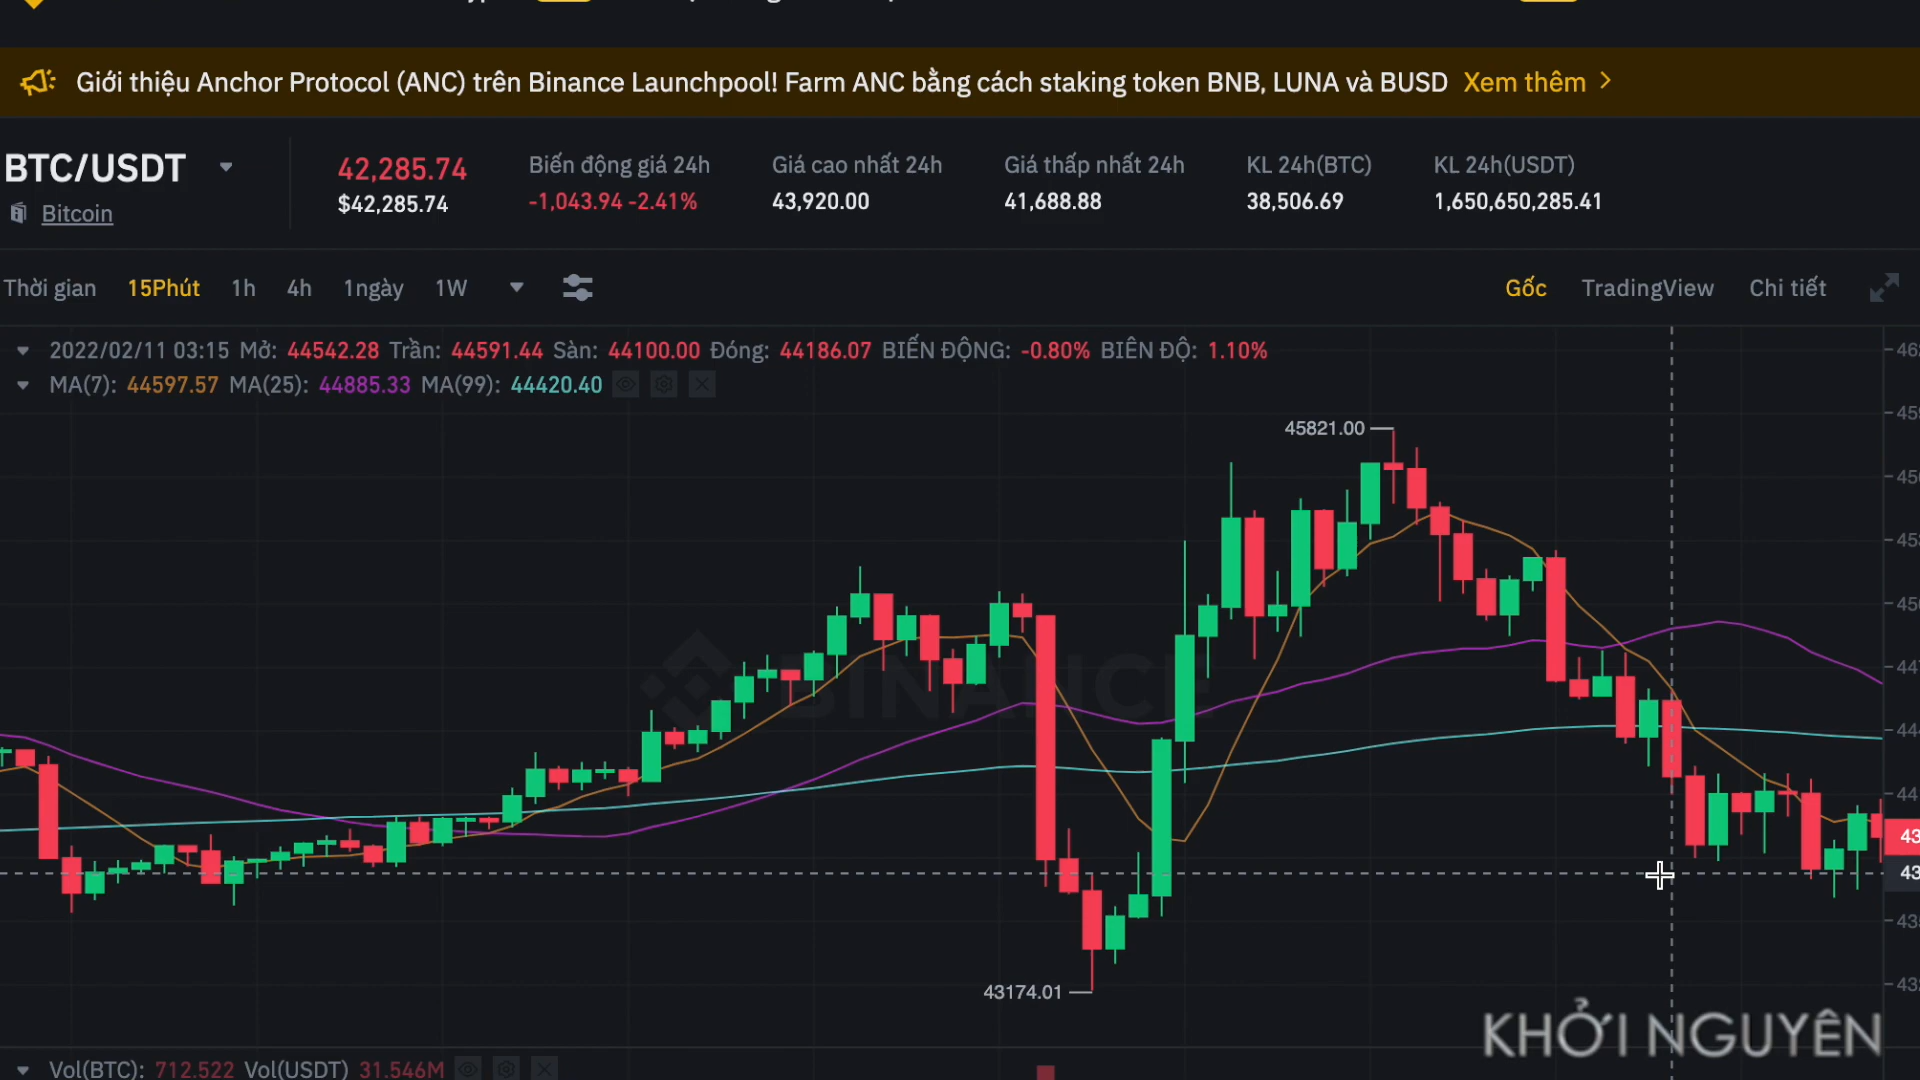 Giới thiệu Anchor Protocol (ANC) trên Binance Launchpool! Farm ANC bằng cách staking token BNB, LUNA và BUSD Xem thêm
BTC/USDT
Bitcoin
42,285.74
$42,285.74
Biến động giá 24h
-1,043.94 -2.41%
Giá cao nhất 24h
43,920.00
Giá thấp nhất 24h
41,688.88
KL 24h(BTC)
38,506.69
KL 24h(USDT)
1,650,650,285.41
Thời gian 15Phút 1h 4h 1ngày 1W
Gốc TradingView Chi tiết
2022/02/11 03:15 Mở: 44542.28 Trần: 44591.44 Sàn: 44100.00 Đóng: 44186.07 BIẾN ĐỘNG: -0.80% BIÊN ĐỘ: 1.10%
MA(7): 44597.57 MA(25): 44885.33 MA(99): 44420.40
45821.00
BINANCE
43174.01
KHỞI NGUYÊN
Vol(BTC): 712.522 Vol(USDT) 31.546M